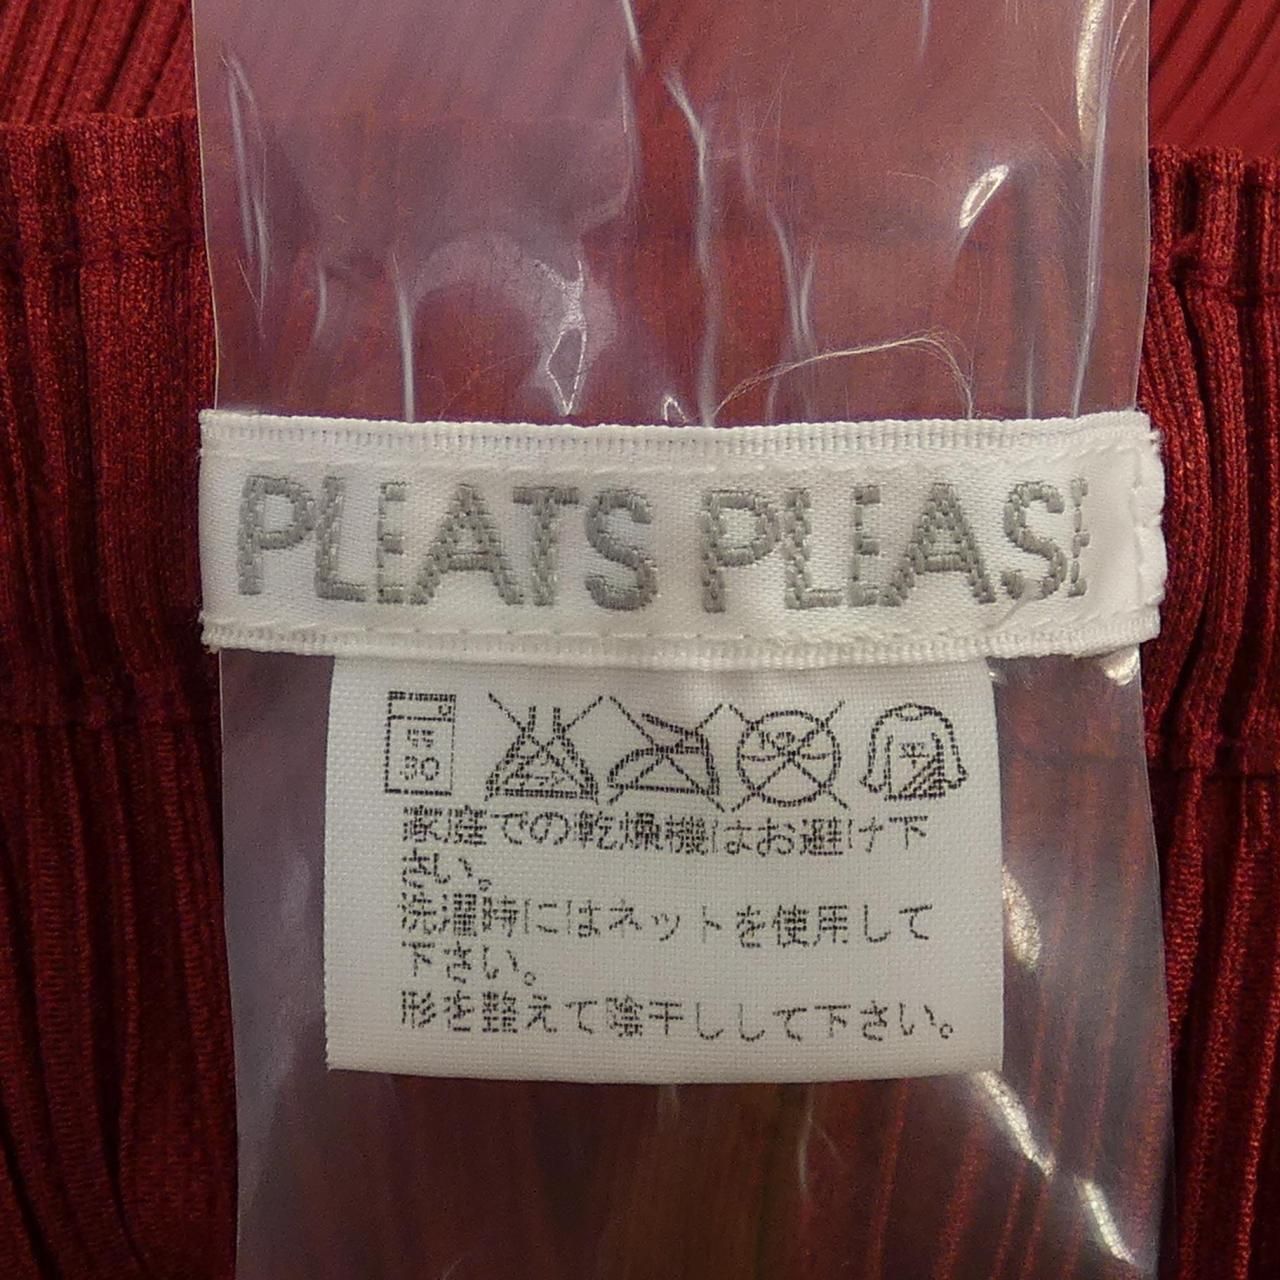 PLEATS PLEASE
弱
30
家庭での乾燥機はお避け下
さい。
洗濯時にはネットを使用して
下さい。
形を整えて陰干しして下さい。